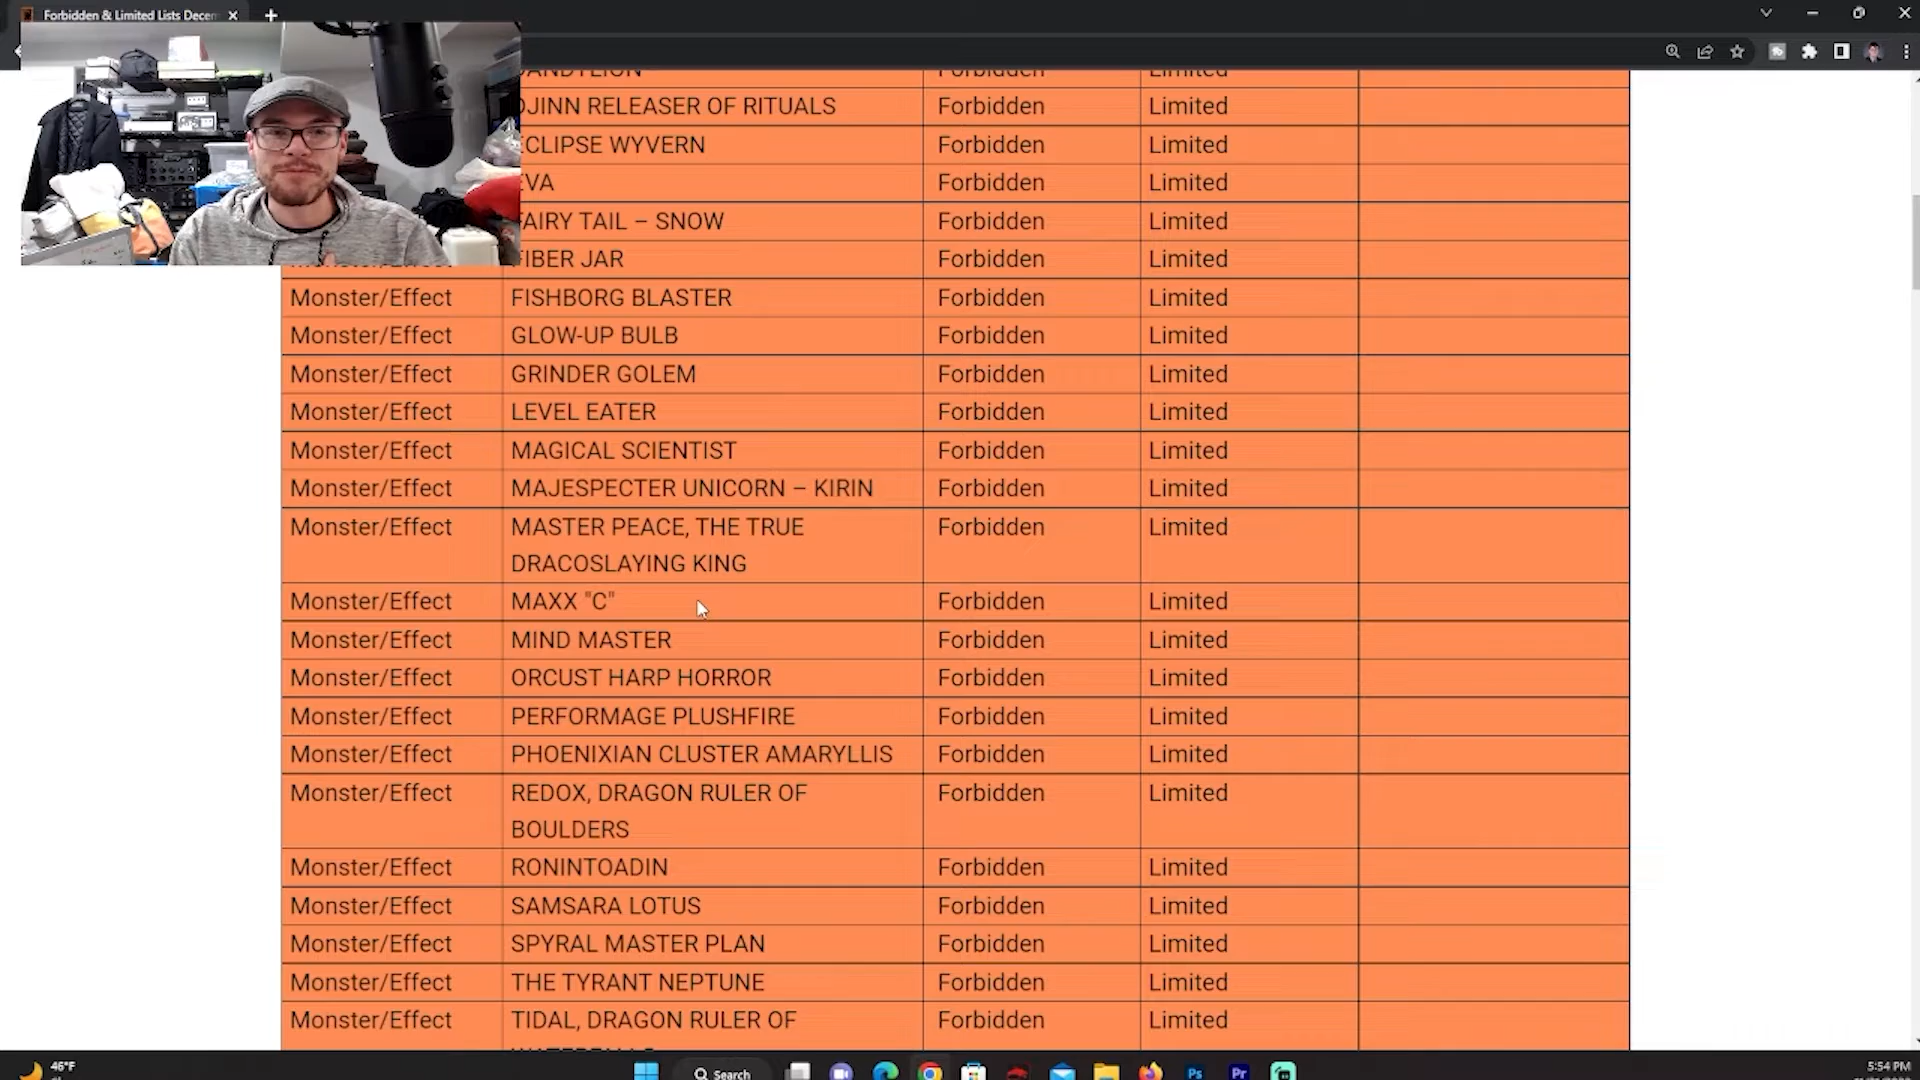 Forbidden & Limited Lists Decem
DJINN RELEASER OF RITUALS Forbidden Limited
ECLIPSE WYVERN Forbidden Limited
EVA Forbidden Limited
FAIRY TAIL – SNOW Forbidden Limited
FIBER JAR Forbidden Limited
Monster/Effect FISHBORG BLASTER Forbidden Limited
Monster/Effect GLOW-UP BULB Forbidden Limited
Monster/Effect GRINDER GOLEM Forbidden Limited
Monster/Effect LEVEL EATER Forbidden Limited
Monster/Effect MAGICAL SCIENTIST Forbidden Limited
Monster/Effect MAJESPECTER UNICORN – KIRIN Forbidden Limited
Monster/Effect MASTER PEACE, THE TRUE Forbidden Limited
DRACOSLAYING KING
Monster/Effect MAXX "C" Forbidden Limited
Monster/Effect MIND MASTER Forbidden Limited
Monster/Effect ORCUST HARP HORROR Forbidden Limited
Monster/Effect PERFORMAGE PLUSHFIRE Forbidden Limited
Monster/Effect PHOENIXIAN CLUSTER AMARYLLIS Forbidden Limited
Monster/Effect REDOX, DRAGON RULER OF Forbidden Limited
BOULDERS
Monster/Effect RONINTOADIN Forbidden Limited
Monster/Effect SAMSARA LOTUS Forbidden Limited
Monster/Effect SPYRAL MASTER PLAN Forbidden Limited
Monster/Effect THE TYRANT NEPTUNE Forbidden Limited
Monster/Effect TIDAL, DRAGON RULER OF Forbidden Limited
46°F
Search
Ps
Pr
5:54 PM